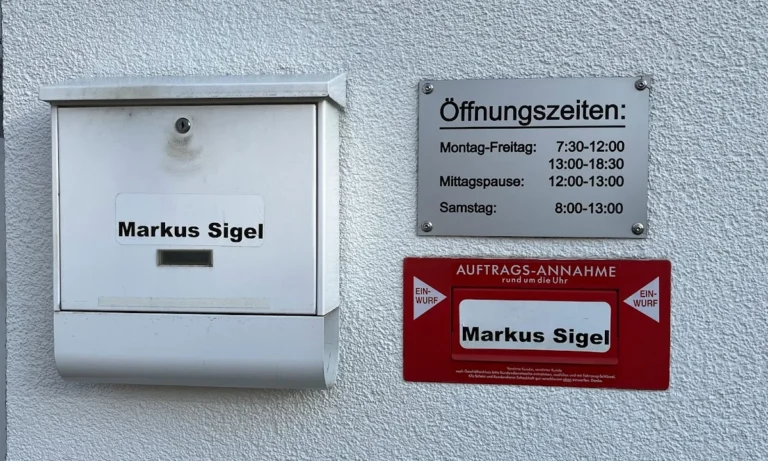 Markus Sigel
Öffnungszeiten:
Montag-Freitag: 7:30-12:00
13:00-18:30
Mittagspause: 12:00-13:00
Samstag: 8:00-13:00
AUFTRAGS-ANNAHME
rund um die Uhr
EIN-
WURF
EIN-
WURF
Markus Sigel